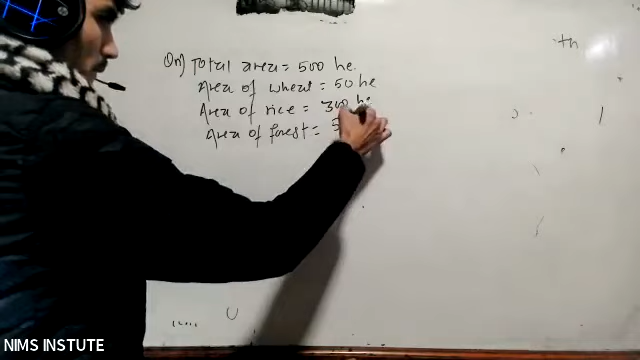 Qn) Total area = 500 he.
Area of wheat = 50 he
Area of rice = 300 he
Area of forest =
th
NIMS INSTUTE